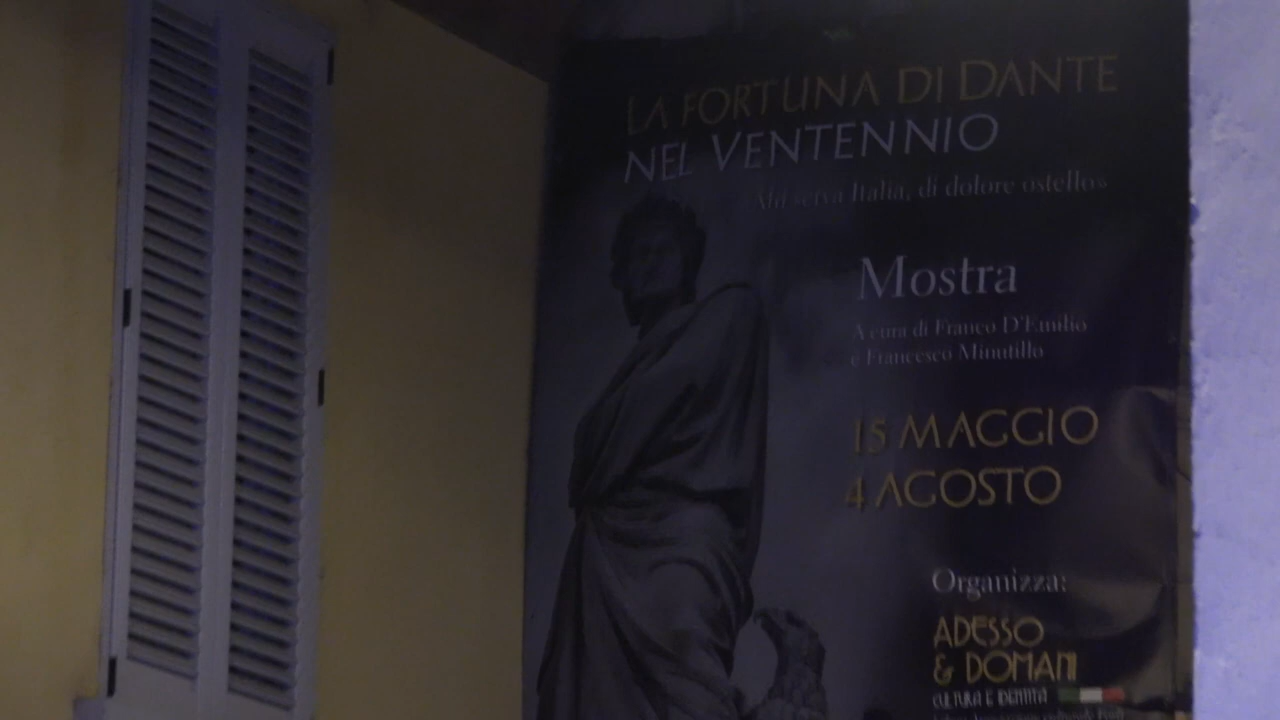 LA FORTUNA DI DANTE
NEL VENTENNIO
Ahi serva Italia, di dolore ostello»
Mostra
A cura di Franco D'Emilio
e Francesco Minutillo
15 MAGGIO
4 AGOSTO
Organizza:
ADESSO
& DOMANI
CULTURA E IDENTITÀ